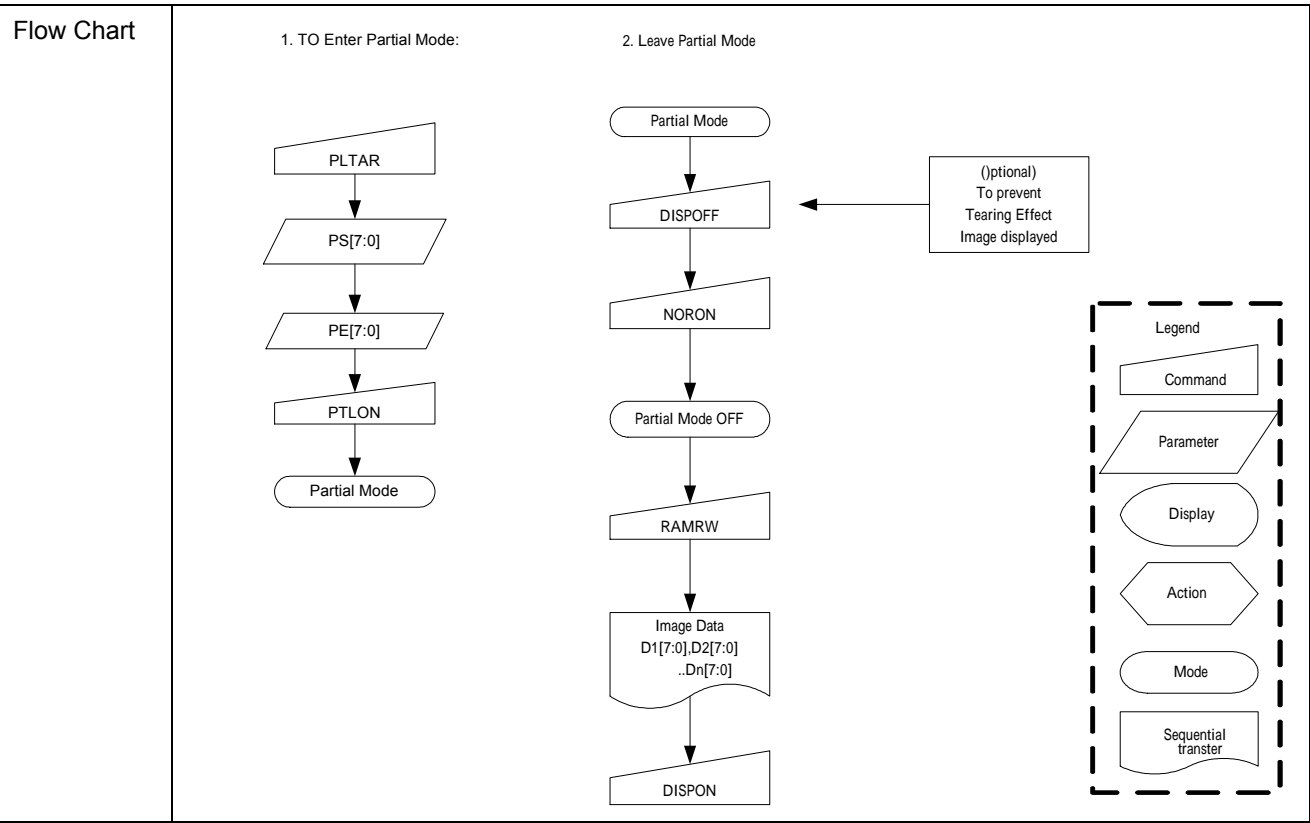 Flow Chart
1. TO Enter Partial Mode:
PLTAR
PS[7:0]
PE[7:0]
PTLON
Partial Mode
2. Leave Partial Mode
Partial Mode
DISPOFF
NORON
Partial Mode OFF
RAMRW
Image Data
D1[7:0],D2[7:0]
..Dn[7:0]
DISPON
()ptional)
To prevent
Tearing Effect
Image displayed
Legend
Command
Parameter
Display
Action
Mode
Sequential
transter